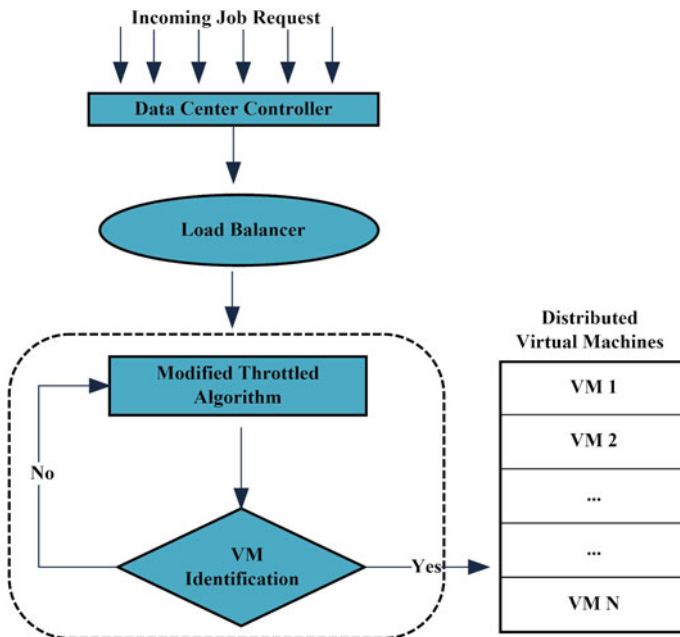 Incoming Job Request
Data Center Controller
Load Balancer
Modified Throttled
Algorithm
No
VM
Identification
Yes
Distributed
Virtual Machines
VM 1
VM 2
...
...
VM N